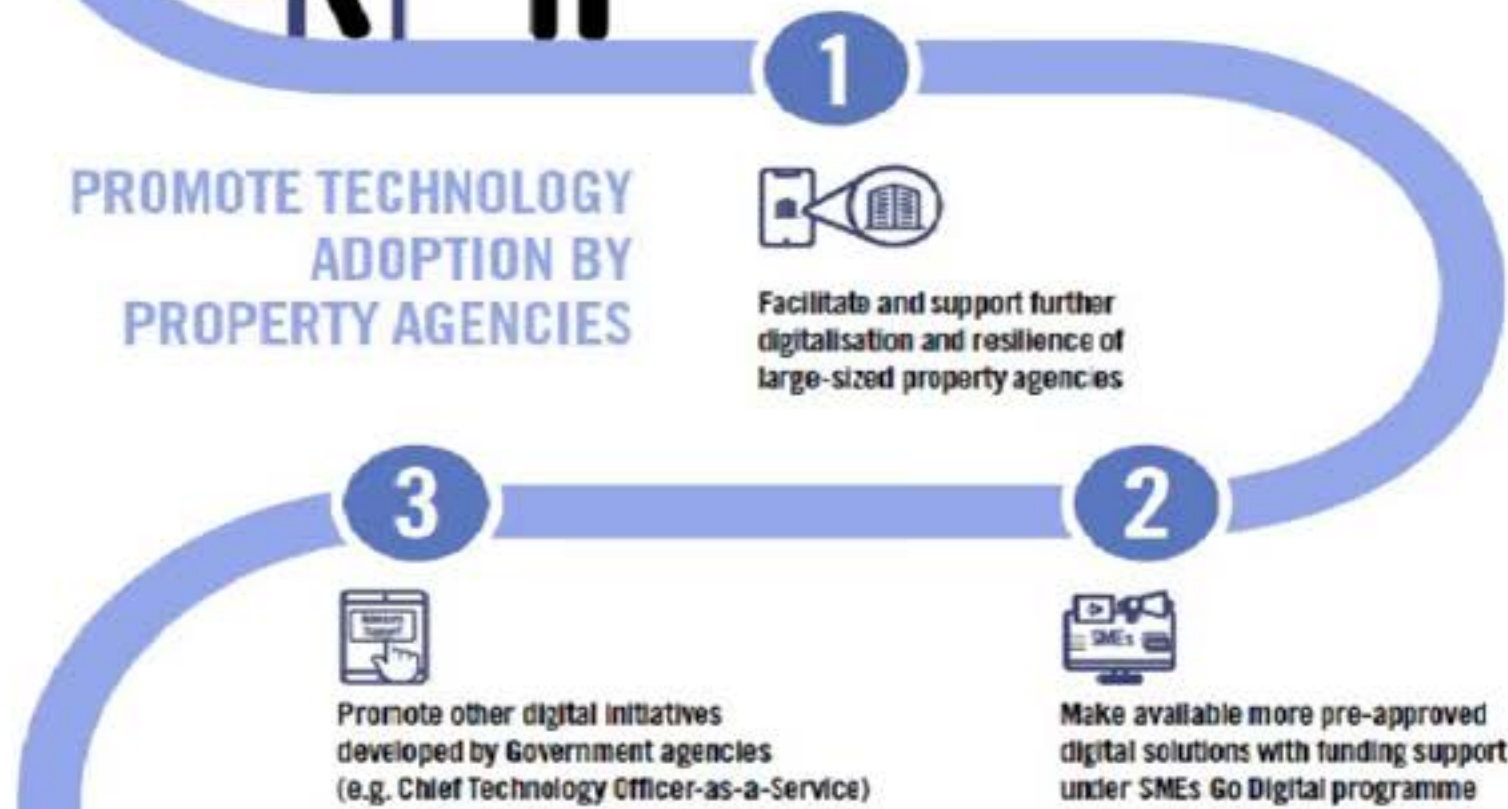 1
PROMOTE TECHNOLOGY
ADOPTION BY
PROPERTY AGENCIES
Facilitate and support further
digitalisation and resilience of
large-sized property agencies
2
SMEs
Make available more pre-approved
digital solutions with funding support
under SMEs Go Digital programme
3
Support
Promote other digital initiatives
developed by Government agencies
(e.g. Chief Technology Officer-as-a-Service)